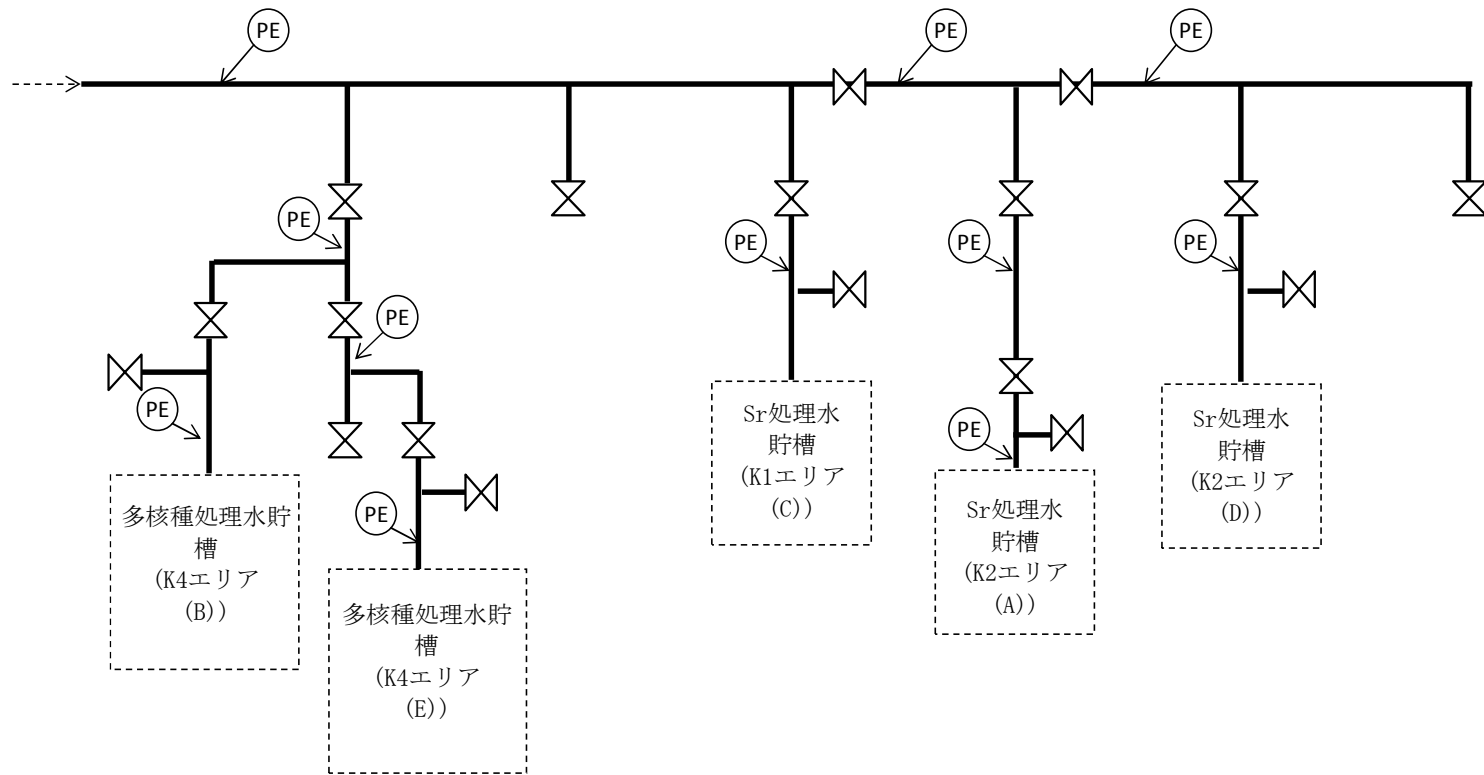 PE
PE
PE
PE
PE
PE
PE
PE
PE
PE
PE
多核種処理水貯
槽
(K4エリア
(B))
多核種処理水貯
槽
(K4エリア
(E))
Sr処理水
貯槽
(K1エリア
(C))
Sr処理水
貯槽
(K2エリア
(A))
Sr処理水
貯槽
(K2エリア
(D))